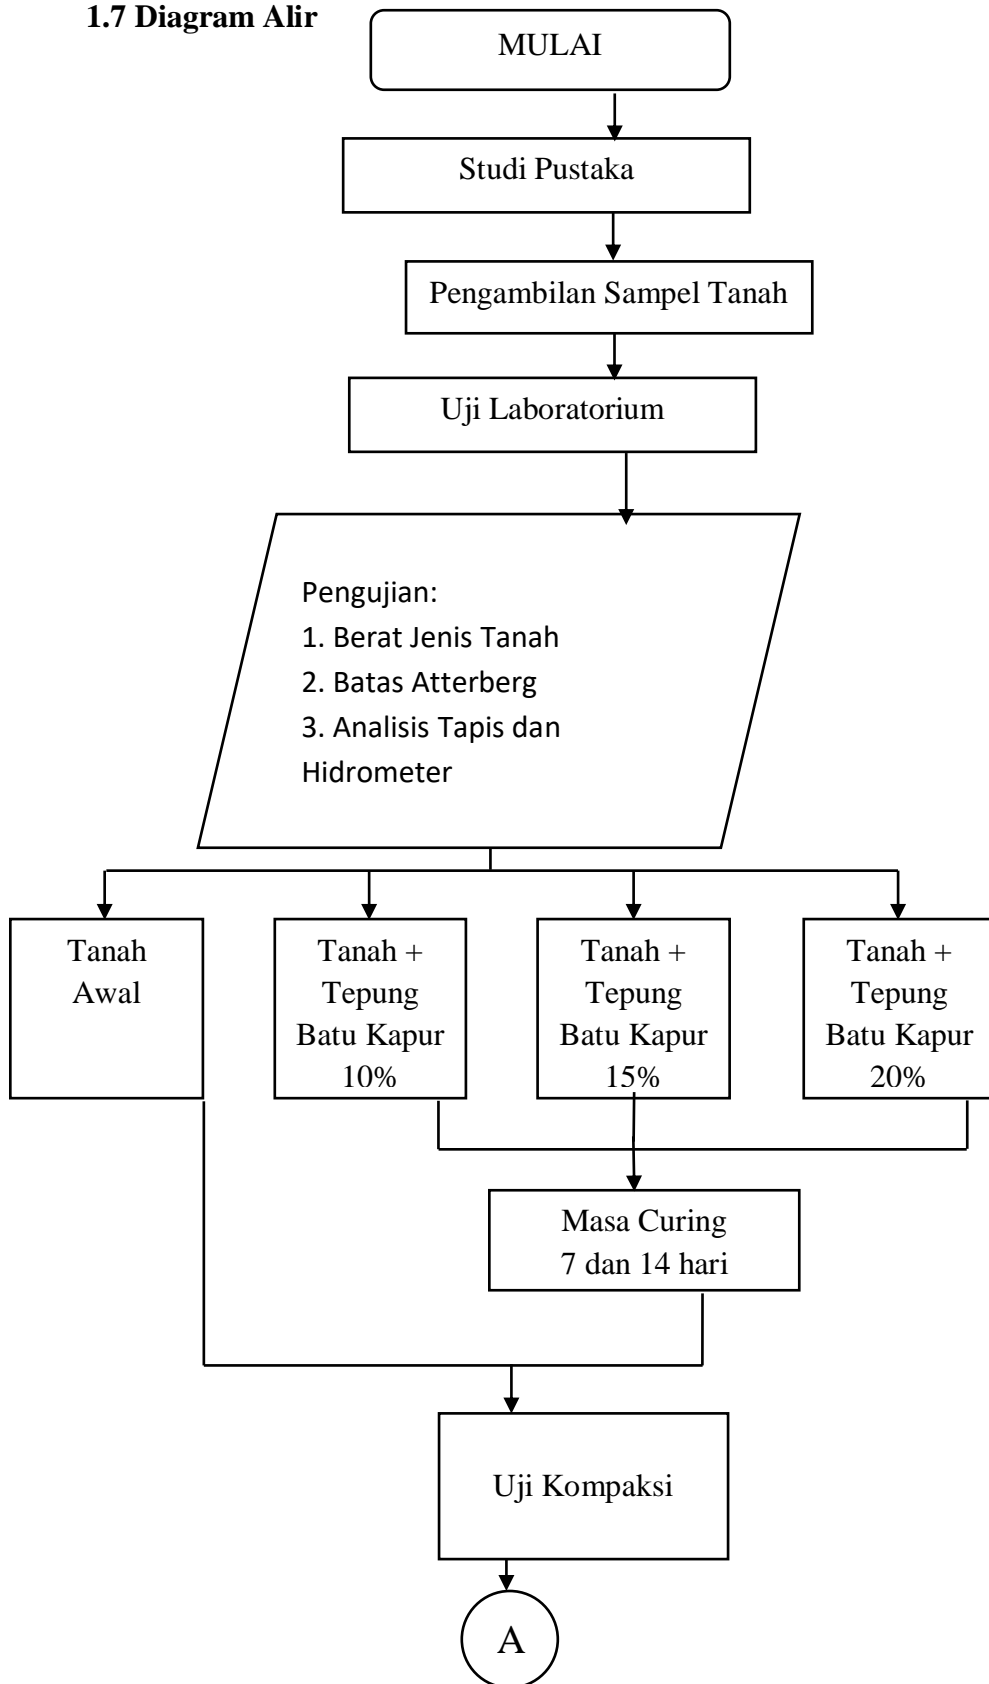 1.7 Diagram Alir
MULAI
Studi Pustaka
Pengambilan Sampel Tanah
Uji Laboratorium
Pengujian:
1. Berat Jenis Tanah
2. Batas Atterberg
3. Analisis Tapis dan
Hidrometer
Tanah
Awal
Tanah +
Tepung
Batu Kapur
10%
Tanah +
Tepung
Batu Kapur
15%
Tanah +
Tepung
Batu Kapur
20%
Masa Curing
7 dan 14 hari
Uji Kompaksi
A